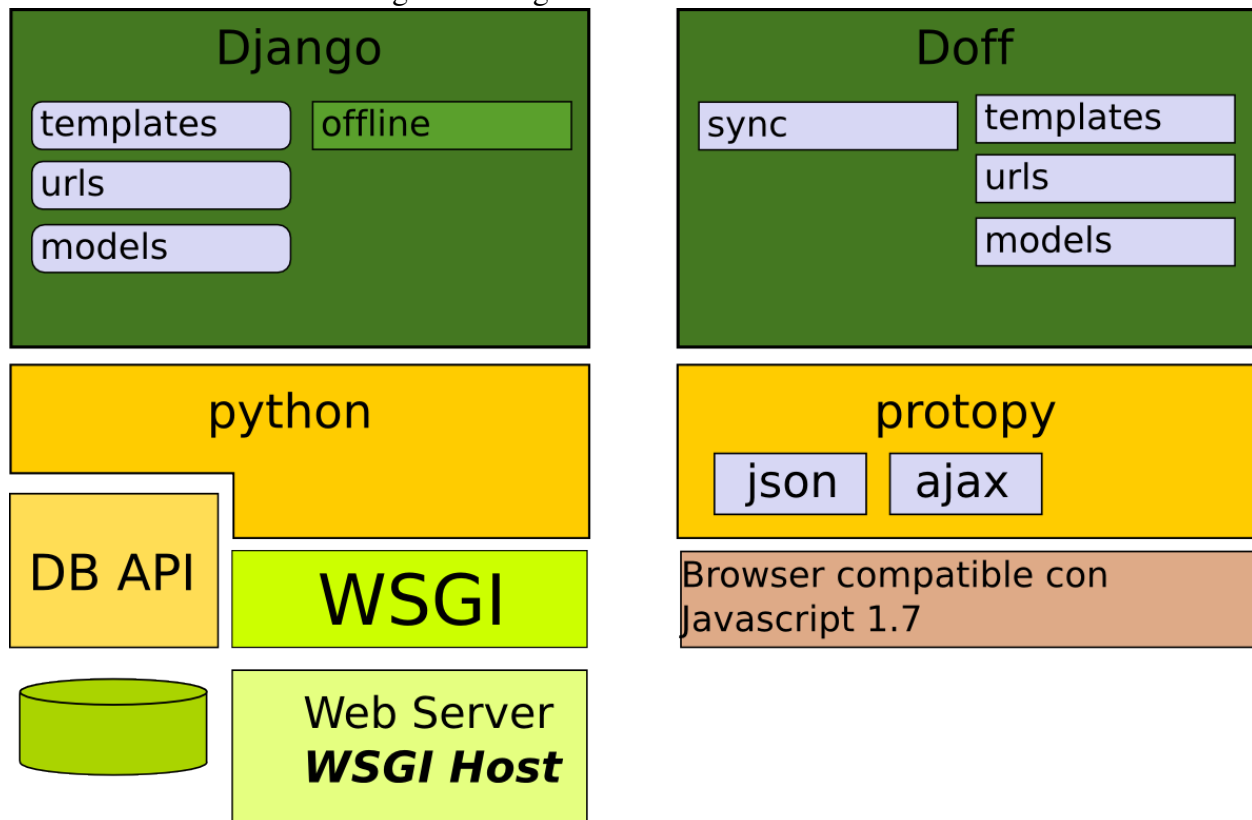 Django
templates
offline
urls
models
Doff
sync
templates
urls
models
python
DB API
WSGI
Web Server
WSGI Host
protopy
json
ajax
Browser compatible con
Javascript 1.7